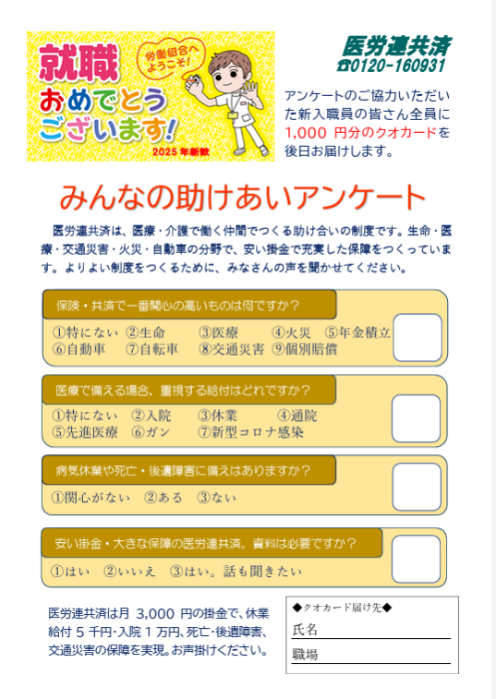 就職
おめでとう
ございます!
労働組合へ
ようこそ!
2025年新歓
医労連共済
☎0120-160931
アンケートのご協力いただい
た新入職員の皆さん全員に
1,000 円分のクオカードを
後日お届けします。
みんなの助けあいアンケート
医労連共済は、医療・介護で働く仲間でつくる助け合いの制度です。生命・医
療・交通災害・火災・自動車の分野で、安い掛金で充実した保障をつくっていま
す。よりよい制度をつくるために、みなさんの声を聞かせてください。
保険・共済で一番関心の高いものは何ですか?
①特にない ②生命 ③医療 ④火災 ⑤年金積立
⑥自動車 ⑦自転車 ⑧交通災害 ⑨個別賠償
医療で備える場合、重視する給付はどれですか?
①特にない ②入院 ③休業 ④通院
⑤先進医療 ⑥ガン ⑦新型コロナ感染
病気休業や死亡・後遺障害に備えはありますか?
①関心がない ②ある ③ない
安い掛金・大きな保障の医労連共済。資料は必要ですか?
①はい ②いいえ ③はい。話も聞きたい
医労連共済は月 3,000 円の掛金で、休業
給付 5 千円・入院 1 万円、死亡・後遺障害、
交通災害の保障を実現。お声掛けください。
◆クオカード届け先◆
氏名
職場